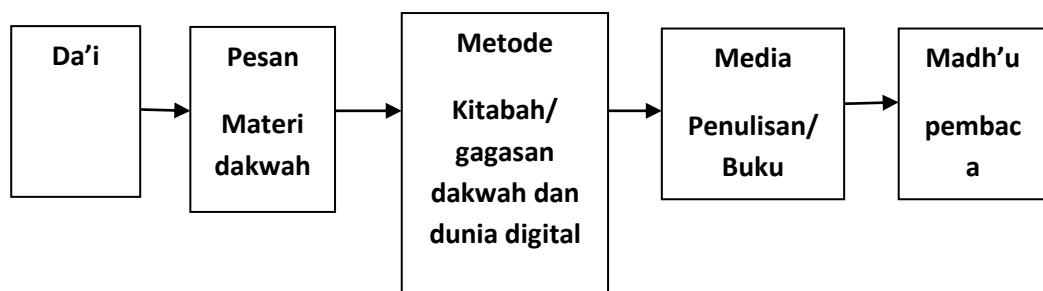 Da’i
Pesan
Materi
dakwah
Metode
Kitabah/
gagasan
dakwah dan
dunia digital
Media
Penulisan/
Buku
Madh’u
pembac
a